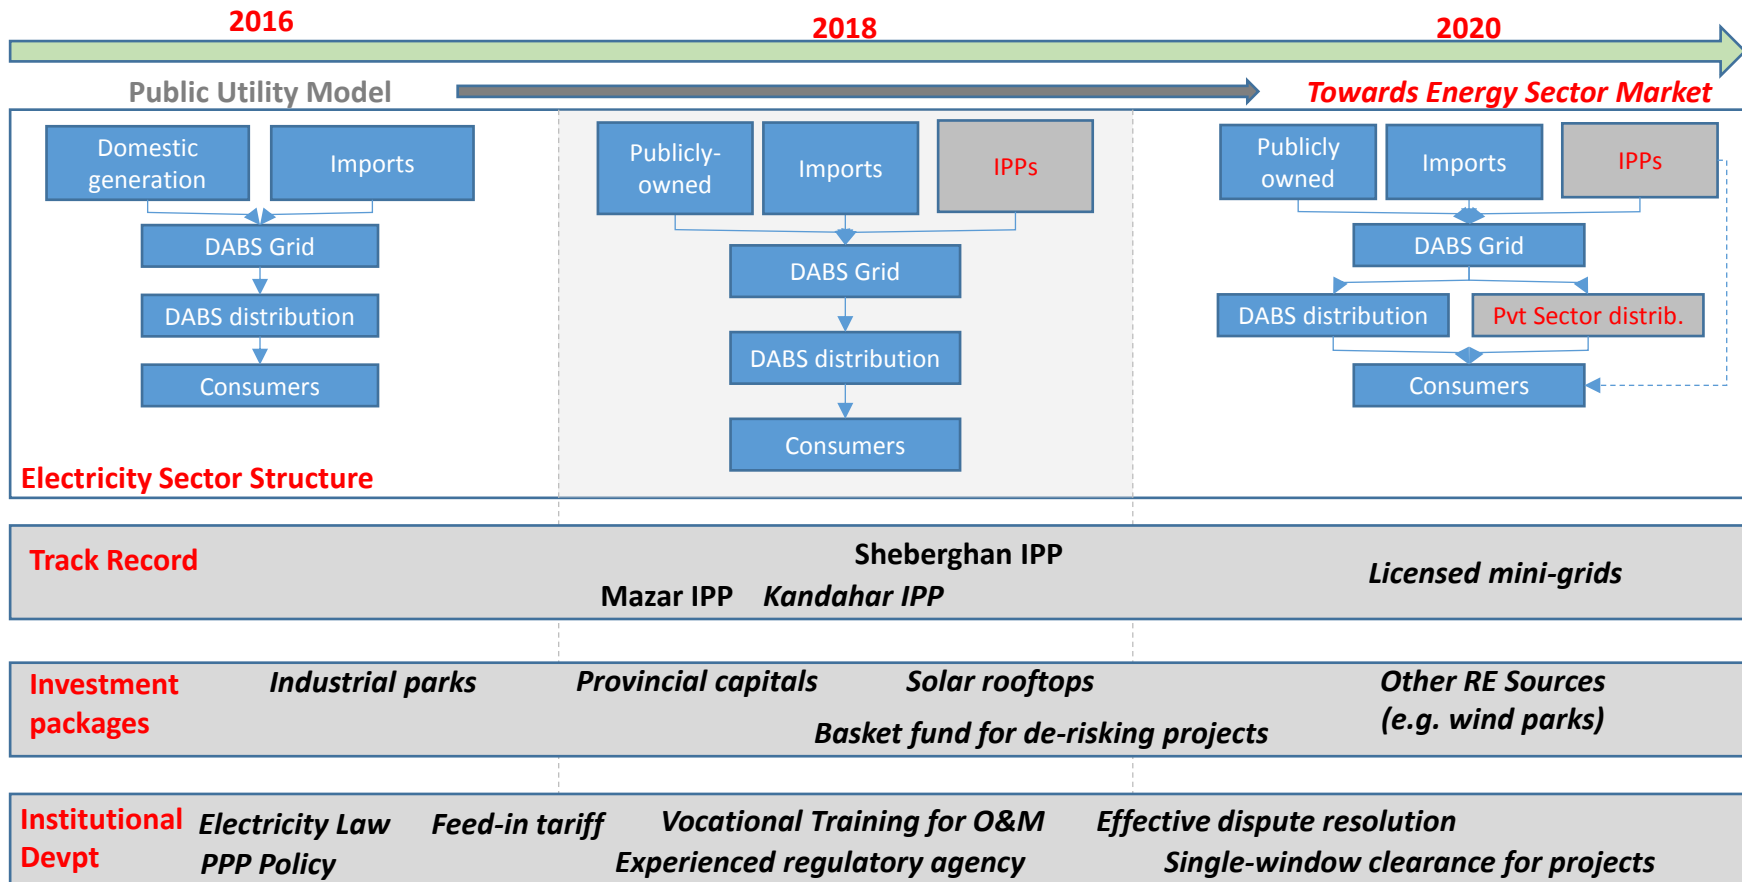 2016
2018
2020
Public Utility Model
Towards Energy Sector Market
Domestic
generation
Imports
DABS Grid
DABS distribution
Consumers
Publicly-
owned
Imports
IPPs
DABS Grid
DABS distribution
Consumers
Publicly
owned
Imports
IPPs
DABS Grid
DABS distribution
Pvt Sector distrib.
Consumers
Electricity Sector Structure
Track Record
Sheberghan IPP
Mazar IPP
Kandahar IPP
Licensed mini-grids
Investment
packages
Industrial parks
Provincial capitals
Solar rooftops
Basket fund for de-risking projects
Other RE Sources
(e.g. wind parks)
Institutional
Devpt
Electricity Law
PPP Policy
Feed-in tariff
Vocational Training for O&M
Experienced regulatory agency
Effective dispute resolution
Single-window clearance for projects